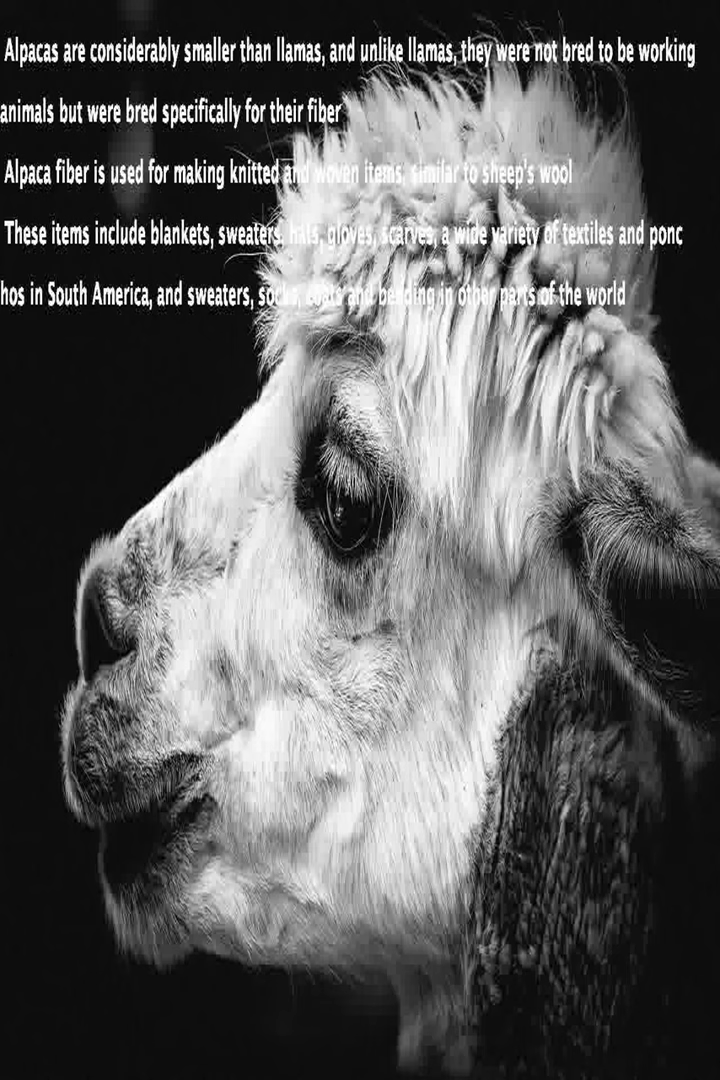 Alpacas are considerably smaller than llamas, and unlike llamas, they were not bred to be working
animals but were bred specifically for their fiber
Alpaca fiber is used for making knitted and woven items, similar to sheep's wool
These items include blankets, sweaters, hats, gloves, scarves, a wide variety of textiles and ponc
hos in South America, and sweaters, socks, coats and bedding in other parts of the world